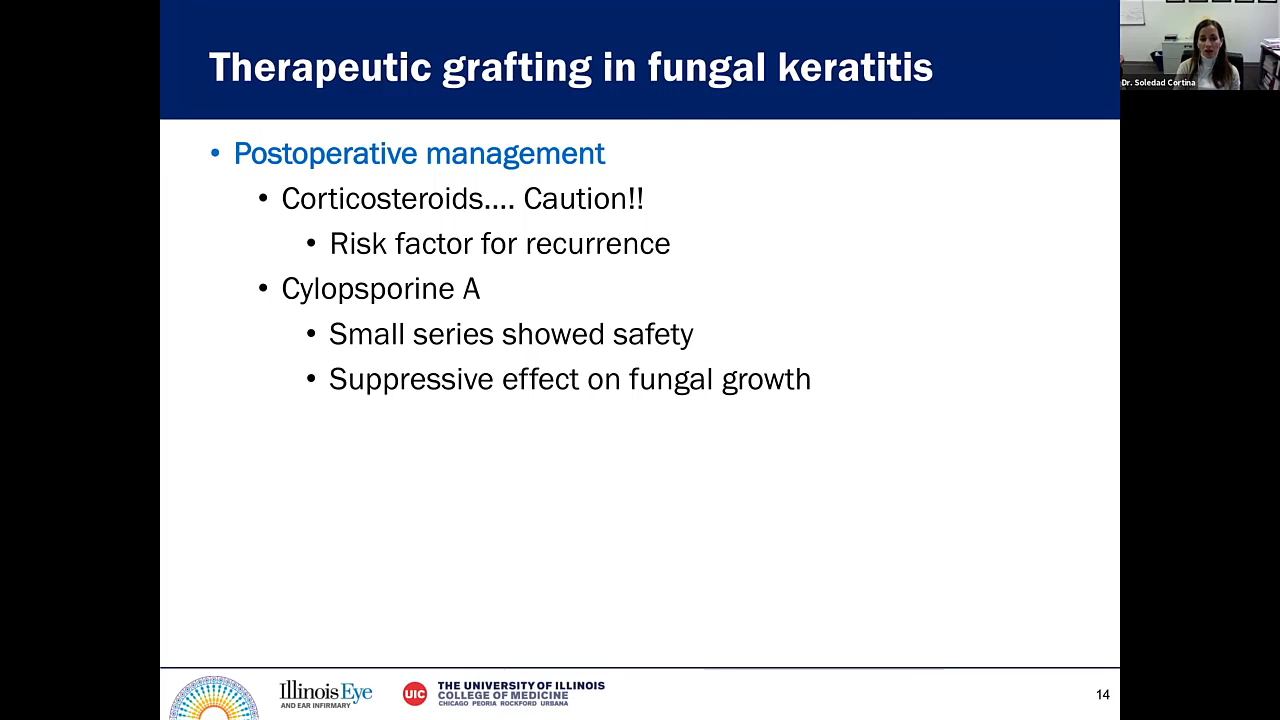 Therapeutic grafting in fungal keratitis
Dr. Soledad Cortina
• Postoperative management
• Corticosteroids.... Caution!!
• Risk factor for recurrence
• Cylopsporine A
• Small series showed safety
• Suppressive effect on fungal growth
Illinois Eye
AND EAR INFIRMARY
UIC
THE UNIVERSITY OF ILLINOIS
COLLEGE OF MEDICINE
CHICAGO PEORIA ROCKFORD URBANA
14